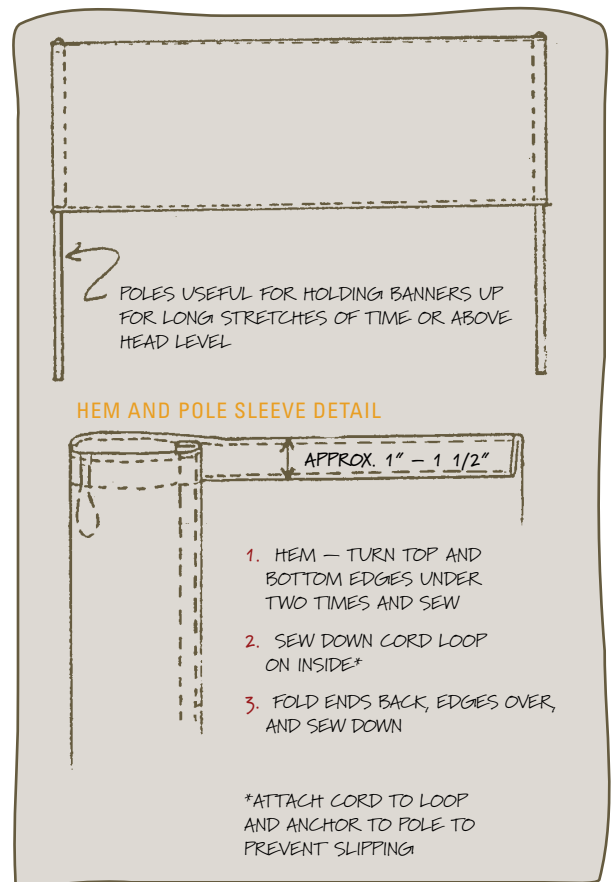 POLES USEFUL FOR HOLDING BANNERS UP
FOR LONG STRETCHES OF TIME OR ABOVE
HEAD LEVEL
HEM AND POLE SLEEVE DETAIL
APPROX. 1" – 1 1/2"
1. HEM – TURN TOP AND
BOTTOM EDGES UNDER
TWO TIMES AND SEW
2. SEW DOWN CORD LOOP
ON INSIDE*
3. FOLD ENDS BACK, EDGES OVER,
AND SEW DOWN
*ATTACH CORD TO LOOP
AND ANCHOR TO POLE TO
PREVENT SLIPPING